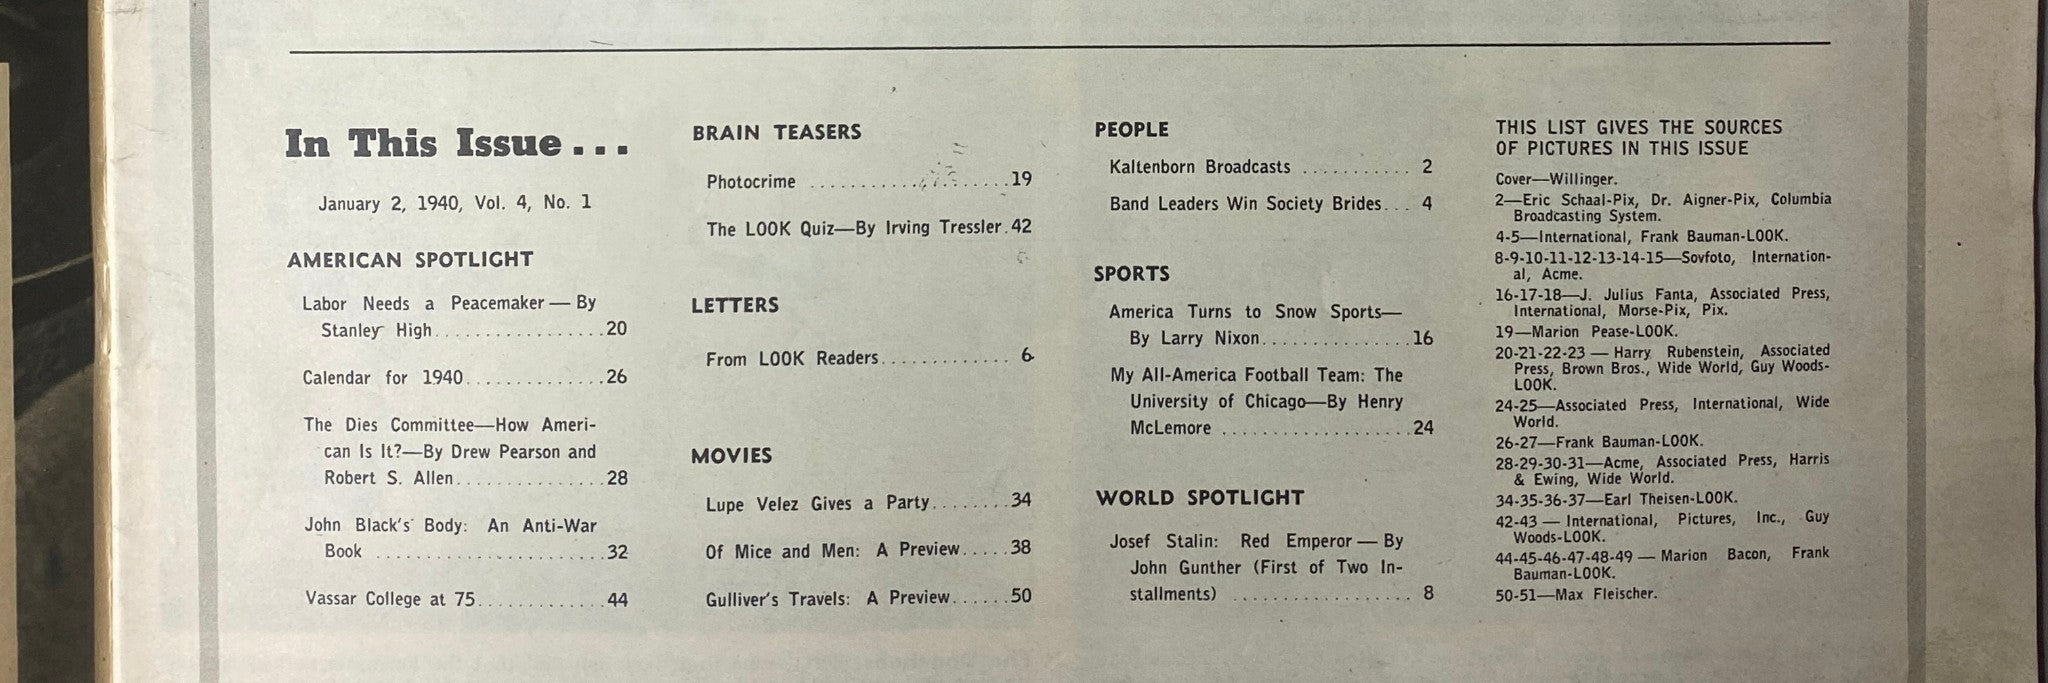 In This Issue...
January 2, 1940, Vol. 4, No. 1
AMERICAN SPOTLIGHT
Labor Needs a Peacemaker — By
Stanley High................20
Calendar for 1940.............26
The Dies Committee—How Ameri-
can Is It?—By Drew Pearson and
Robert S. Allen..............28
John Black's Body: An Anti-War
Book ......................32
Vassar College at 75............44
BRAIN TEASERS
Photocrime ....................19
The LOOK Quiz—By Irving Tressler.42
LETTERS
From LOOK Readers............ 6
MOVIES
Lupe Velez Gives a Party........34
Of Mice and Men: A Preview.....38
Gulliver's Travels: A Preview......50
PEOPLE
Kaltenborn Broadcasts ........... 2
Band Leaders Win Society Brides... 4
SPORTS
America Turns to Snow Sports—
By Larry Nixon...............16
My All-America Football Team: The
University of Chicago—By Henry
McLemore ...................24
WORLD SPOTLIGHT
Josef Stalin: Red Emperor — By
John Gunther (First of Two In-
stallments) .................. 8
THIS LIST GIVES THE SOURCES
OF PICTURES IN THIS ISSUE
Cover—Willinger.
2—Eric Schaal-Pix, Dr. Aigner-Pix, Columbia
Broadcasting System.
4-5—International, Frank Bauman-LOOK.
8-9-10-11-12-13-14-15—Sovfoto, Internation-
al, Acme.
16-17-18—J. Julius Fanta, Associated Press,
International, Morse-Pix, Pix.
19—Marion Pease-LOOK.
20-21-22-23 — Harry Rubenstein, Associated
Press, Brown Bros., Wide World, Guy Woods-
LOOK.
24-25—Associated Press, International, Wide
World.
26-27—Frank Bauman-LOOK.
28-29-30-31—Acme, Associated Press, Harris
& Ewing, Wide World.
34-35-36-37—Earl Theisen-LOOK.
42-43 — International, Pictures, Inc., Guy
Woods-LOOK.
44-45-46-47-48-49 — Marion Bacon, Frank
Bauman-LOOK.
50-51—Max Fleischer.